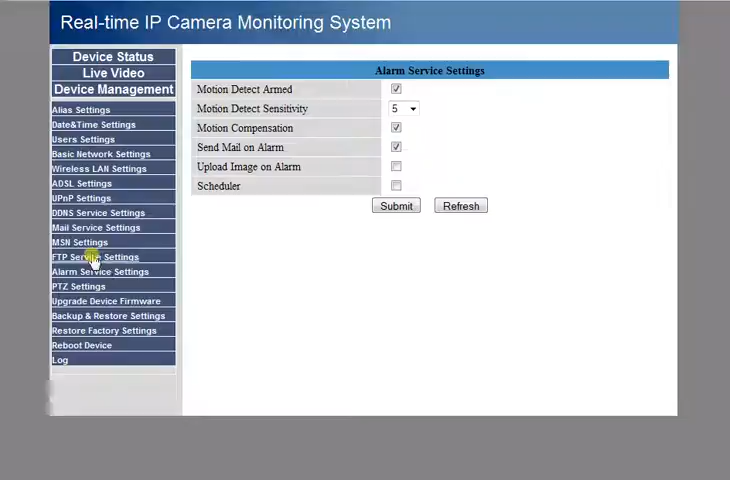 Real-time IP Camera Monitoring System
Device Status
Live Video
Device Management
Alias Settings
Date&Time Settings
Users Settings
Basic Network Settings
Wireless LAN Settings
ADSL Settings
UPnP Settings
DDNS Service Settings
Mail Service Settings
MSN Settings
FTP Service Settings
Alarm Service Settings
PTZ Settings
Upgrade Device Firmware
Backup & Restore Settings
Restore Factory Settings
Reboot Device
Log
Alarm Service Settings
Motion Detect Armed
Motion Detect Sensitivity 5
Motion Compensation
Send Mail on Alarm
Upload Image on Alarm
Scheduler
Submit Refresh